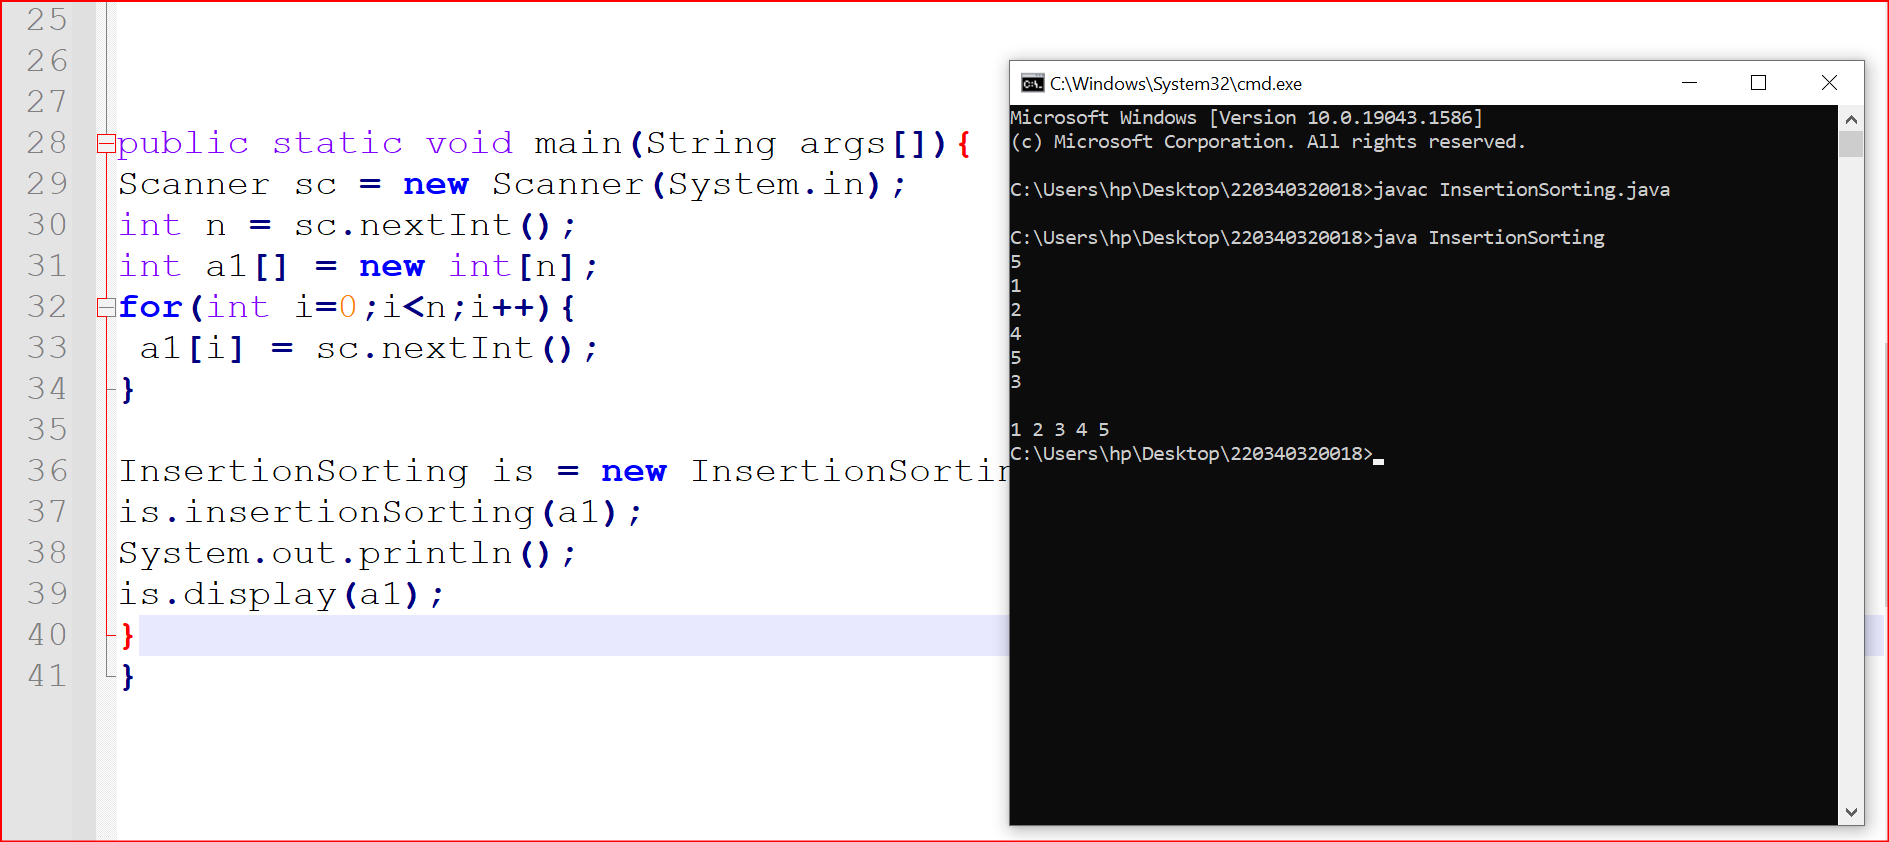 25
26
27
28 public static void main(String args[]){
29 Scanner sc = new Scanner(System.in);
30 int n = sc.nextInt();
31 int a1[] = new int[n];
32 for(int i=0;i<n;i++){
33 a1[i] = sc.nextInt();
34 }
35
36 InsertionSorting is = new InsertionSortin
37 is.insertionSorting(a1);
38 System.out.println();
39 is.display(a1);
40 }
41 }
C:\Windows\System32\cmd.exe
Microsoft Windows [Version 10.0.19043.1586]
(c) Microsoft Corporation. All rights reserved.
C:\Users\hp\Desktop\220340320018>javac InsertionSorting.java
C:\Users\hp\Desktop\220340320018>java InsertionSorting
5
1
2
4
5
3
1 2 3 4 5
C:\Users\hp\Desktop\220340320018>